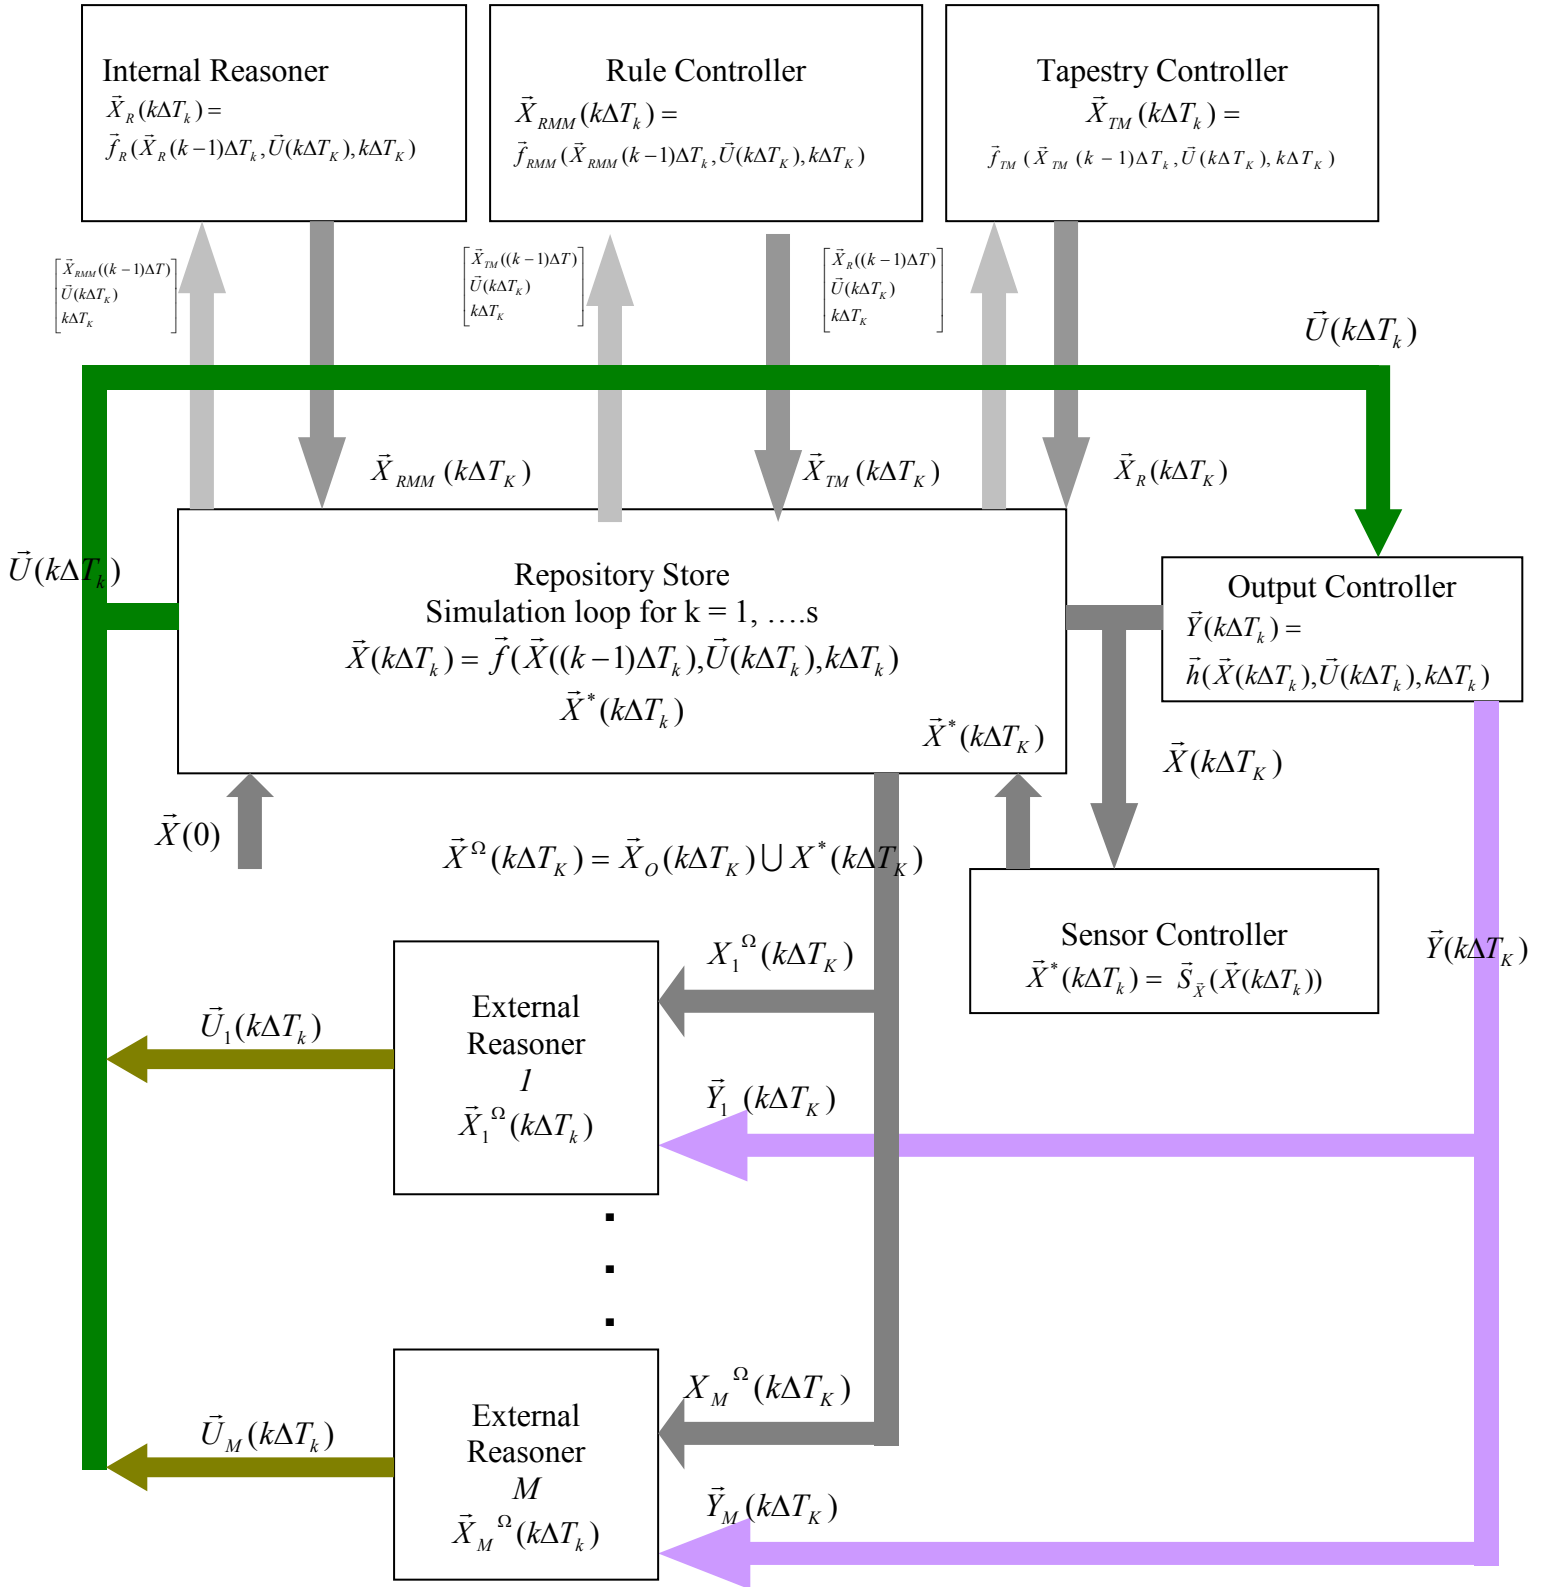 Internal Reasoner
X⃗_R(kΔT_k) =
f⃗_R(X⃗_R(k−1)ΔT_k, U⃗(kΔT_K), kΔT_K)
Rule Controller
X⃗_RMM(kΔT_k) =
f⃗_RMM(X⃗_RMM(k−1)ΔT_k, U⃗(kΔT_K), kΔT_K)
Tapestry Controller
X⃗_TM(kΔT_k) =
f⃗_TM(X⃗_TM(k − 1)ΔT_k, U⃗(kΔT_K), kΔT_K)
X⃗_RMM((k−1)ΔT)
U⃗(kΔT_K)
kΔT_K
X⃗_TM((k−1)ΔT)
U⃗(kΔT_K)
kΔT_K
X⃗_R((k−1)ΔT)
U⃗(kΔT_K)
kΔT_K
U⃗(kΔT_k)
X⃗_RMM(kΔT_K)
X⃗_TM(kΔT_K)
X⃗_R(kΔT_K)
U⃗(kΔT_k)
Repository Store
Simulation loop for k = 1, ….s
X⃗(kΔT_k) = f⃗(X⃗((k−1)ΔT_k), U⃗(kΔT_k), kΔT_k)
X⃗*(kΔT_k)
X⃗*(kΔT_K)
Output Controller
Y⃗(kΔT_k) =
h⃗(X⃗(kΔT_k), U⃗(kΔT_k), kΔT_k)
X⃗(kΔT_K)
X⃗(0)
X⃗^Ω(kΔT_K) = X⃗_O(kΔT_K) ∪ X*(kΔT_K)
Sensor Controller
X⃗*(kΔT_k) = S⃗_X⃗(X⃗(kΔT_k))
Y⃗(kΔT_K)
X_1^Ω(kΔT_K)
External
Reasoner
1
X⃗_1^Ω(kΔT_k)
U⃗_1(kΔT_k)
Y⃗_1(kΔT_K)
X_M^Ω(kΔT_K)
External
Reasoner
M
X⃗_M^Ω(kΔT_k)
U⃗_M(kΔT_k)
Y⃗_M(kΔT_K)